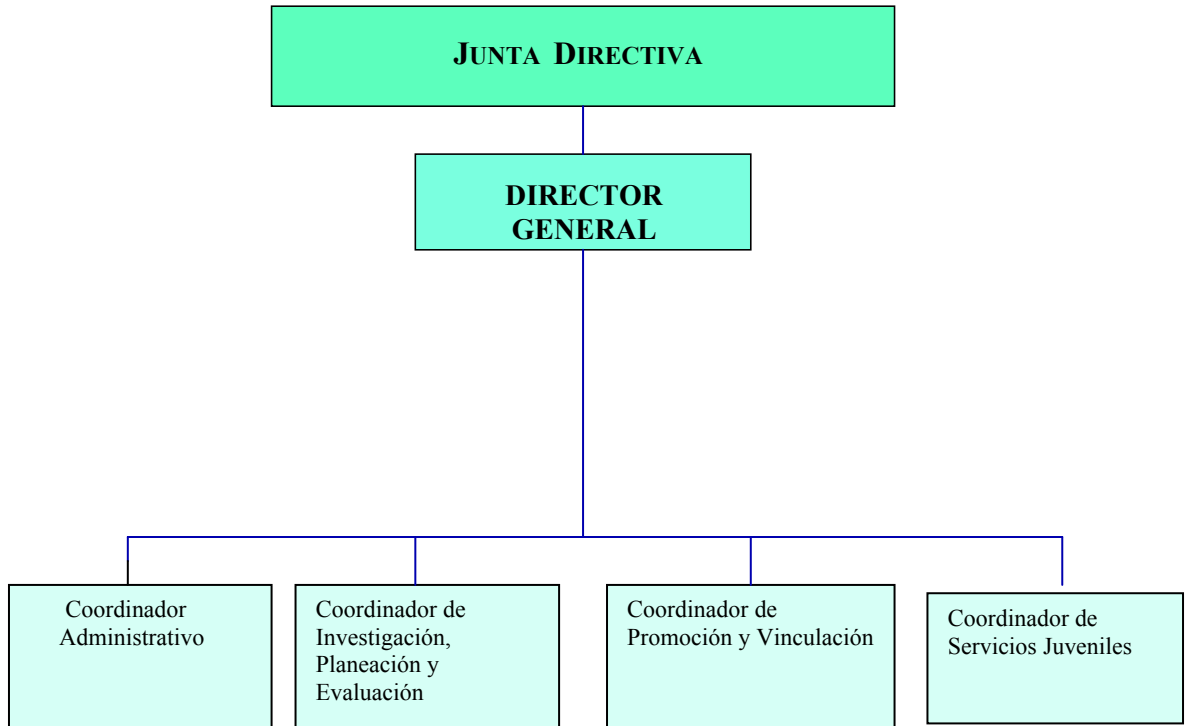 JUNTA DIRECTIVA
DIRECTOR
GENERAL
Coordinador
Administrativo
Coordinador de
Investigación,
Planeación y
Evaluación
Coordinador de
Promoción y Vinculación
Coordinador de
Servicios Juveniles